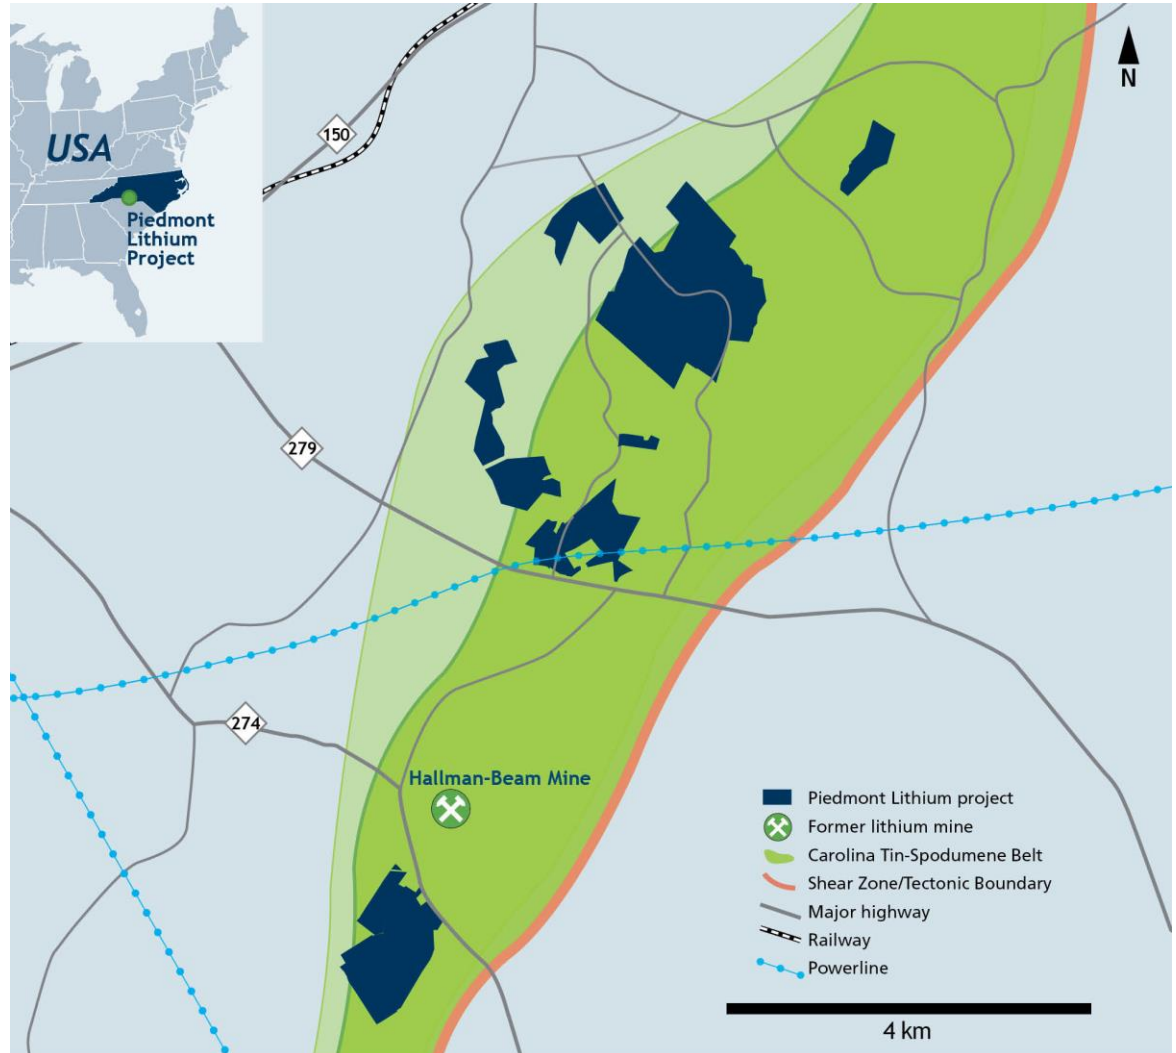 USA
Piedmont
Lithium
Project
150
N
279
274
Hallman-Beam Mine
Piedmont Lithium project
Former lithium mine
Carolina Tin-Spodumene Belt
Shear Zone/Tectonic Boundary
Major highway
Railway
Powerline
4 km